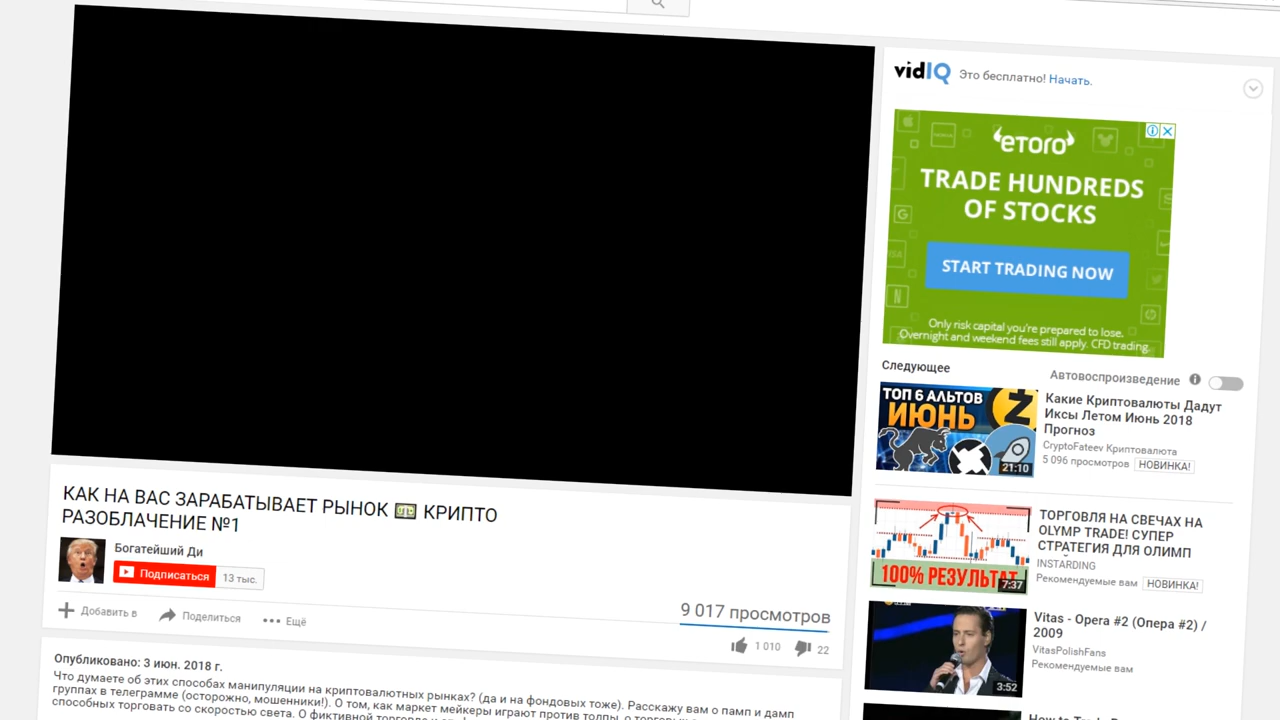 КАК НА ВАС ЗАРАБАТЫВАЕТ РЫНОК 💵 КРИПТО
РАЗОБЛАЧЕНИЕ №1
Богатейший Ди
Подписаться 13 тыс.
9 017 просмотров
Добавить в Поделиться Ещё
1 010 22
Опубликовано: 3 июн. 2018 г.
Что думаете об этих способах манипуляции на криптовалютных рынках? (да и на фондовых тоже). Расскажу вам о памп и дамп
группах в телеграмме (осторожно, мошенники!). О том, как маркет мейкеры играют против толпы, о
способных торговать со скоростью света. О фиктивной
vidIQ Это бесплатно! Начать.
eTORO
TRADE HUNDREDS
OF STOCKS
START TRADING NOW
Only risk capital you're prepared to lose.
Overnight and weekend fees still apply. CFD trading.
Следующее
Автовоспроизведение
ТОП 6 АЛЬТОВ
ИЮНЬ
21:10
Какие Криптовалюты Дадут
Иксы Летом Июнь 2018
Прогноз
CryptoFateev Криптовалюта
5 096 просмотров НОВИНКА!
100% РЕЗУЛЬТАТ
7:37
ТОРГОВЛЯ НА СВЕЧАХ НА
OLYMP TRADE! СУПЕР
СТРАТЕГИЯ ДЛЯ ОЛИМП
INSTARDING
Рекомендуемые вам НОВИНКА!
3:52
Vitas - Opera #2 (Опера #2) /
2009
VitasPolishFans
Рекомендуемые вам